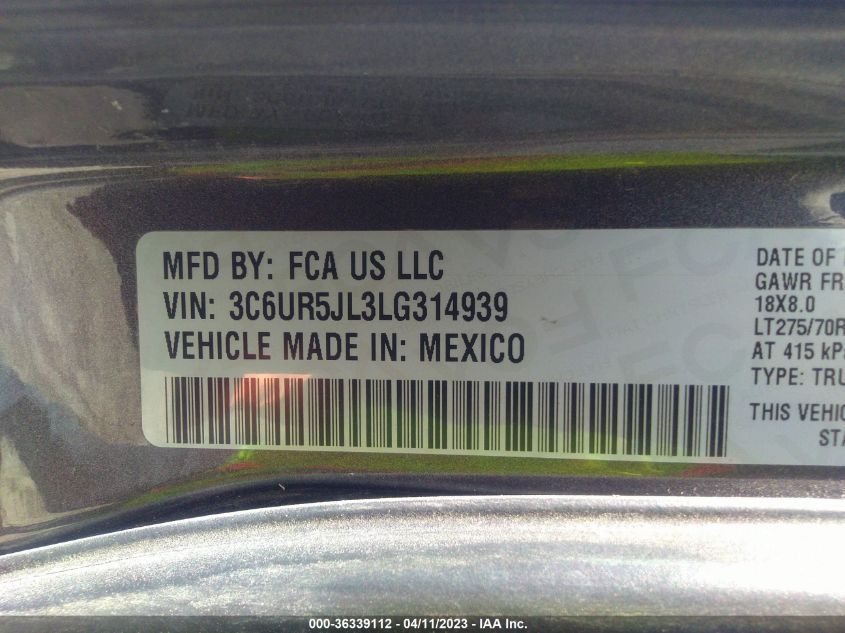 MFD BY: FCA US LLC
VIN: 3C6UR5JL3LG314939
VEHICLE MADE IN: MEXICO
DATE OF
GAWR FR
18X8.0
LT275/70R
AT 415 kPa
TYPE: TRU
THIS VEHIC
STA
000-36339112 - 04/11/2023 - IAA Inc.